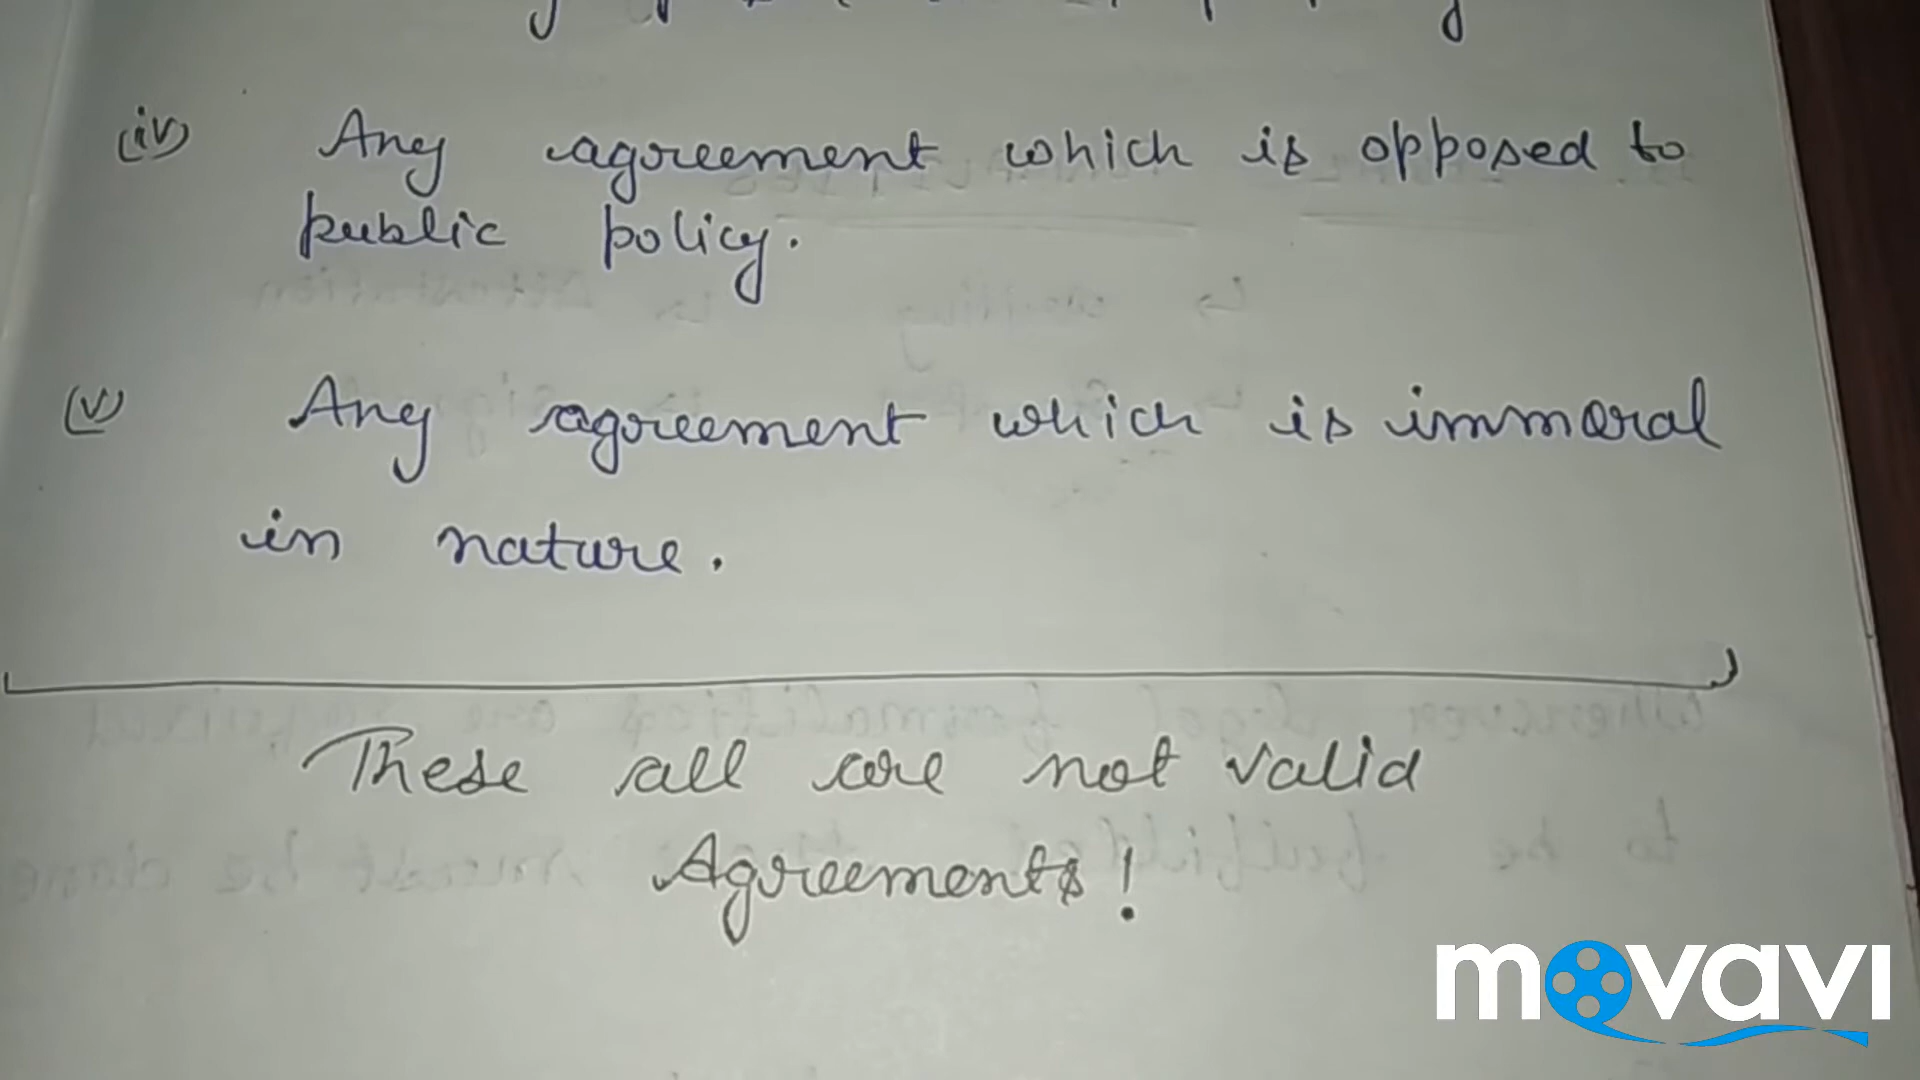 (iv) Any agreement which is opposed to
public policy.
(v) Any agreement which is immoral
in nature.
These all are not valid
Agreements!
movavi